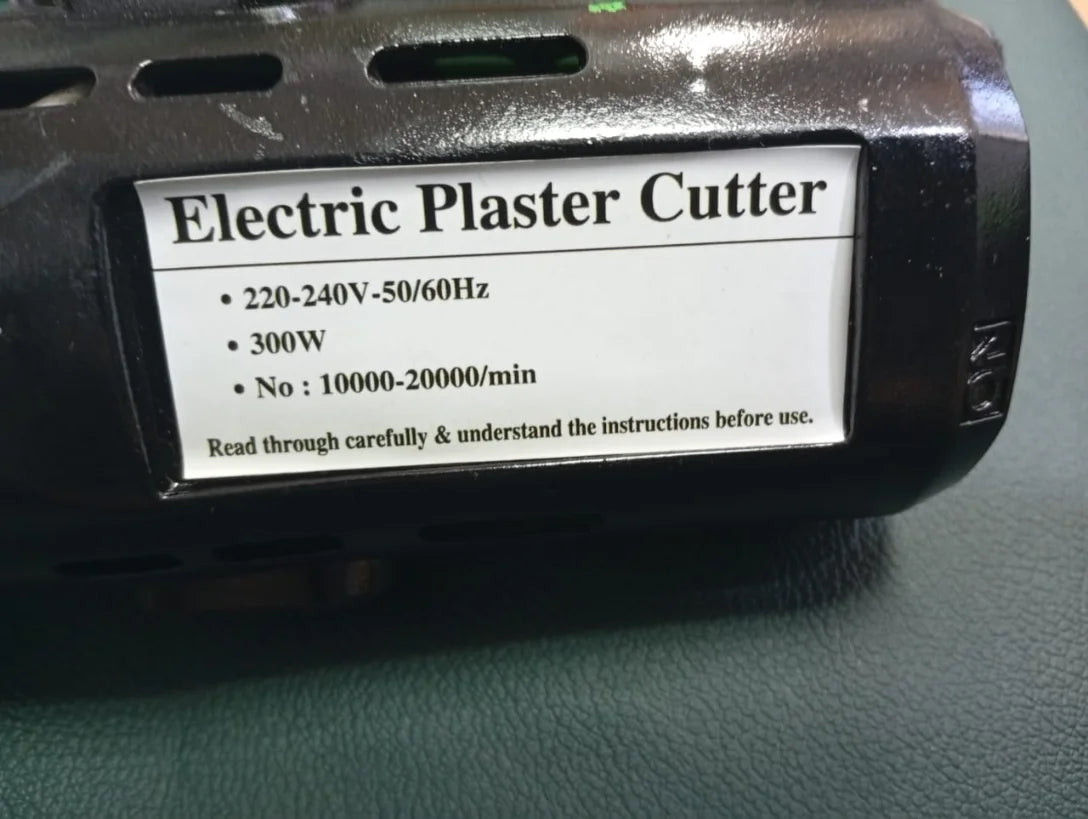 Electric Plaster Cutter
• 220-240V-50/60Hz
• 300W
• No : 10000-20000/min
Read through carefully & understand the instructions before use.